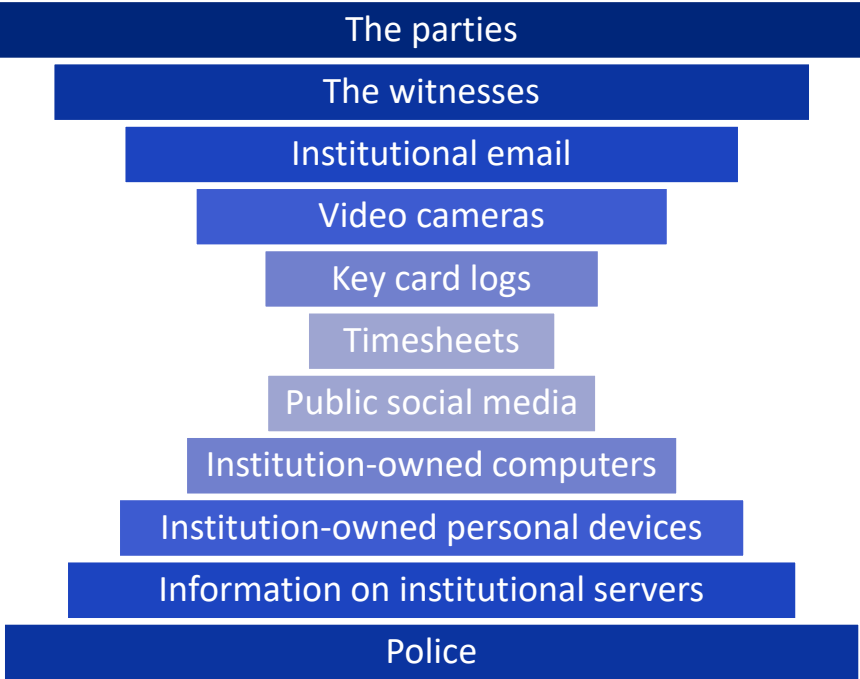 The parties
The witnesses
Institutional email
Video cameras
Key card logs
Timesheets
Public social media
Institution-owned computers
Institution-owned personal devices
Information on institutional servers
Police